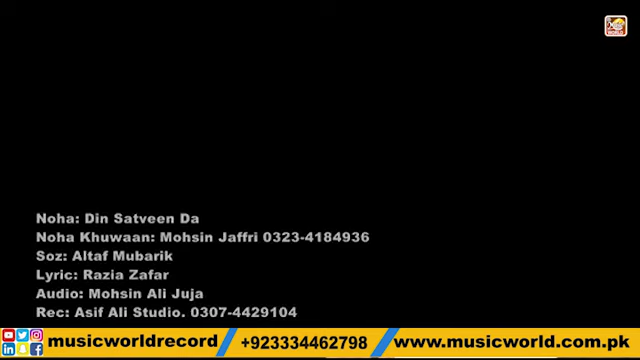 WORLD
Noha: Din Satveen Da
Noha Khuwaan: Mohsin Jaffri 0323-4184936
Soz: Altaf Mubarik
Lyric: Razia Zafar
Audio: Mohsin Ali Juja
Rec: Asif Ali Studio. 0307-4429104
musicworldrecord +923334462798 www.musicworld.com.pk